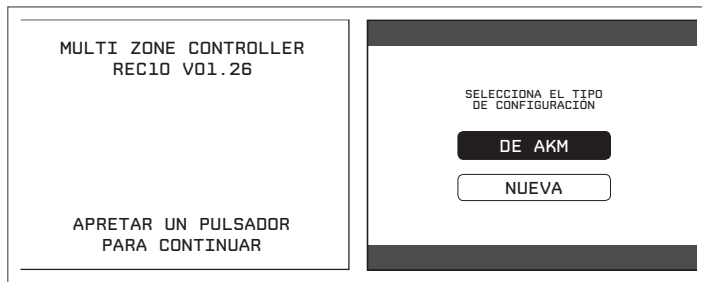 MULTI ZONE CONTROLLER
REC10 V01.26
APRETAR UN PULSADOR
PARA CONTINUAR
SELECCIONA EL TIPO
DE CONFIGURACIÓN
DE AKM
NUEVA